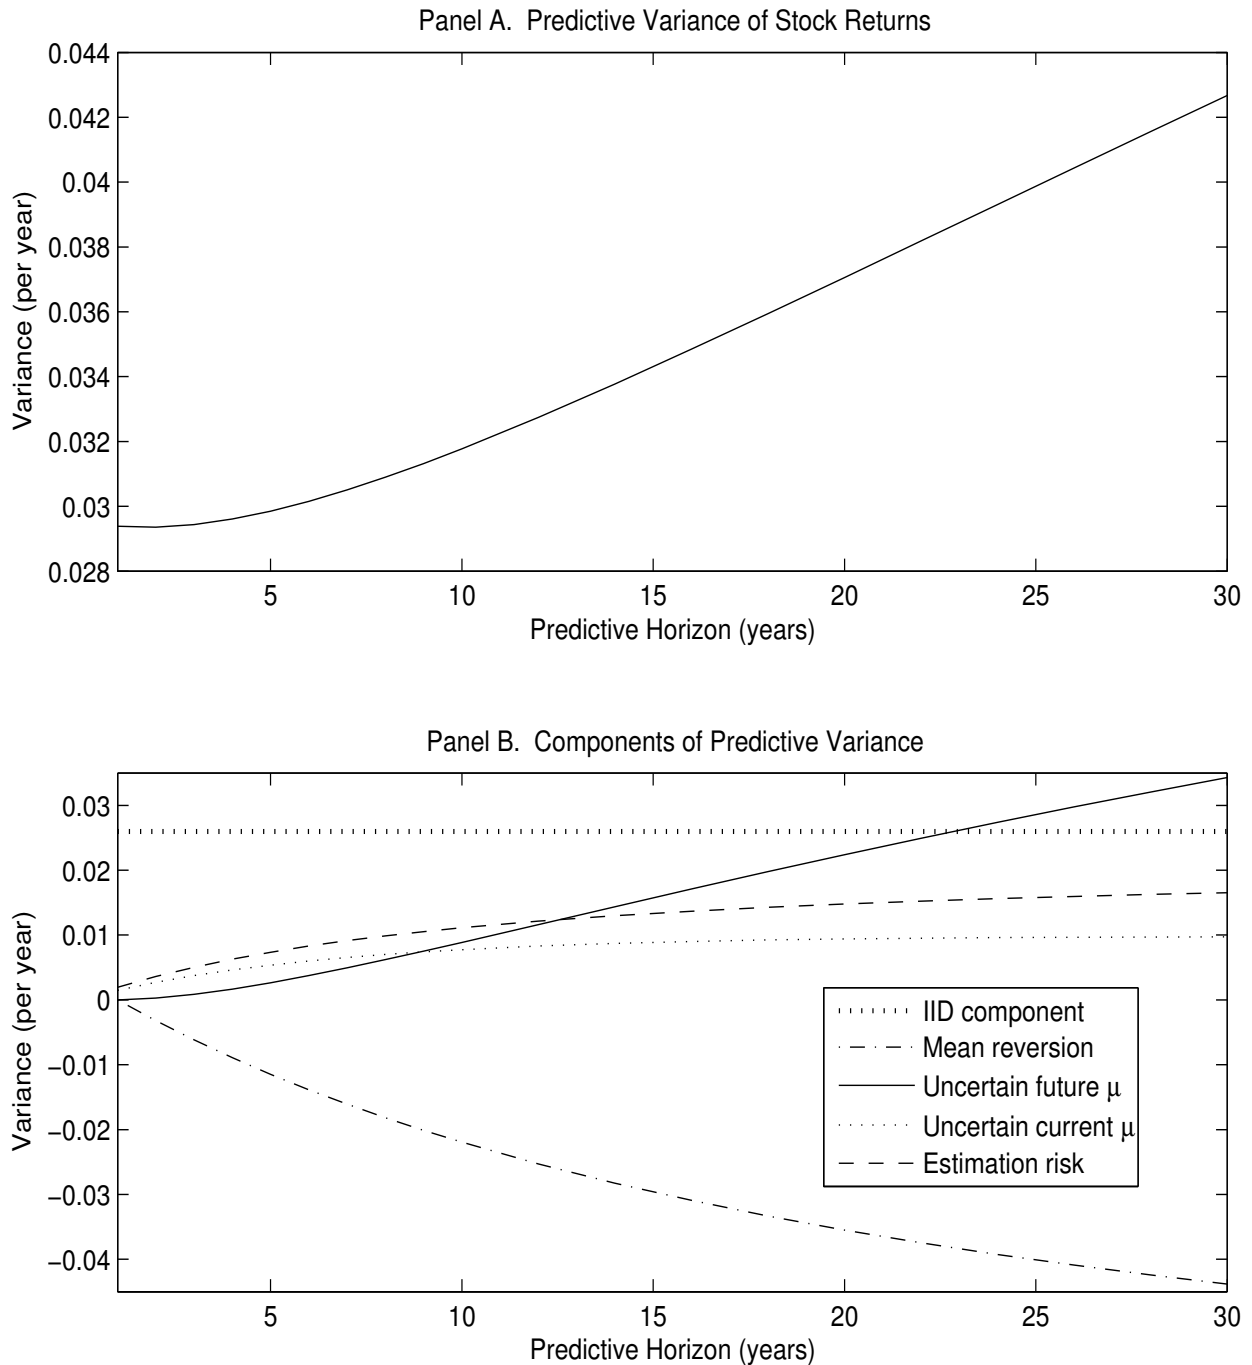 Panel A.  Predictive Variance of Stock Returns
0.044
0.042
0.04
0.038
0.036
0.034
0.032
0.03
0.028
Variance (per year)
5 10 15 20 25 30
Predictive Horizon (years)
Panel B.  Components of Predictive Variance
0.03
0.02
0.01
0
−0.01
−0.02
−0.03
−0.04
Variance (per year)
IID component
Mean reversion
Uncertain future μ
Uncertain current μ
Estimation risk
5 10 15 20 25 30
Predictive Horizon (years)